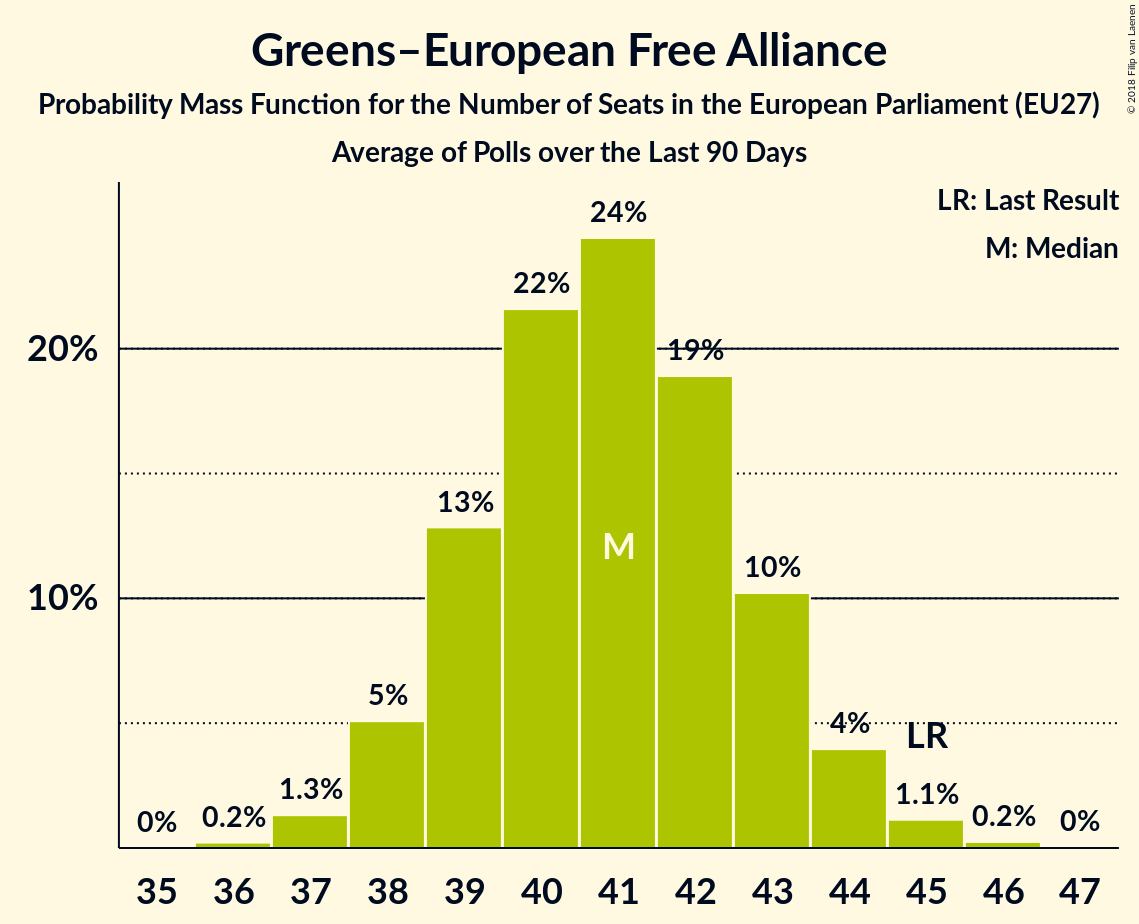 Greens–European Free Alliance
Probability Mass Function for the Number of Seats in the European Parliament (EU27)
Average of Polls over the Last 90 Days
© 2018 Filip van Laenen
LR: Last Result
M: Median
24%
22%
20%
19%
13%
M
10%
10%
5%
4%
LR
1.3%
1.1%
0%
0.2%
0.2%
0%
35 36 37 38 39 40 41 42 43 44 45 46 47